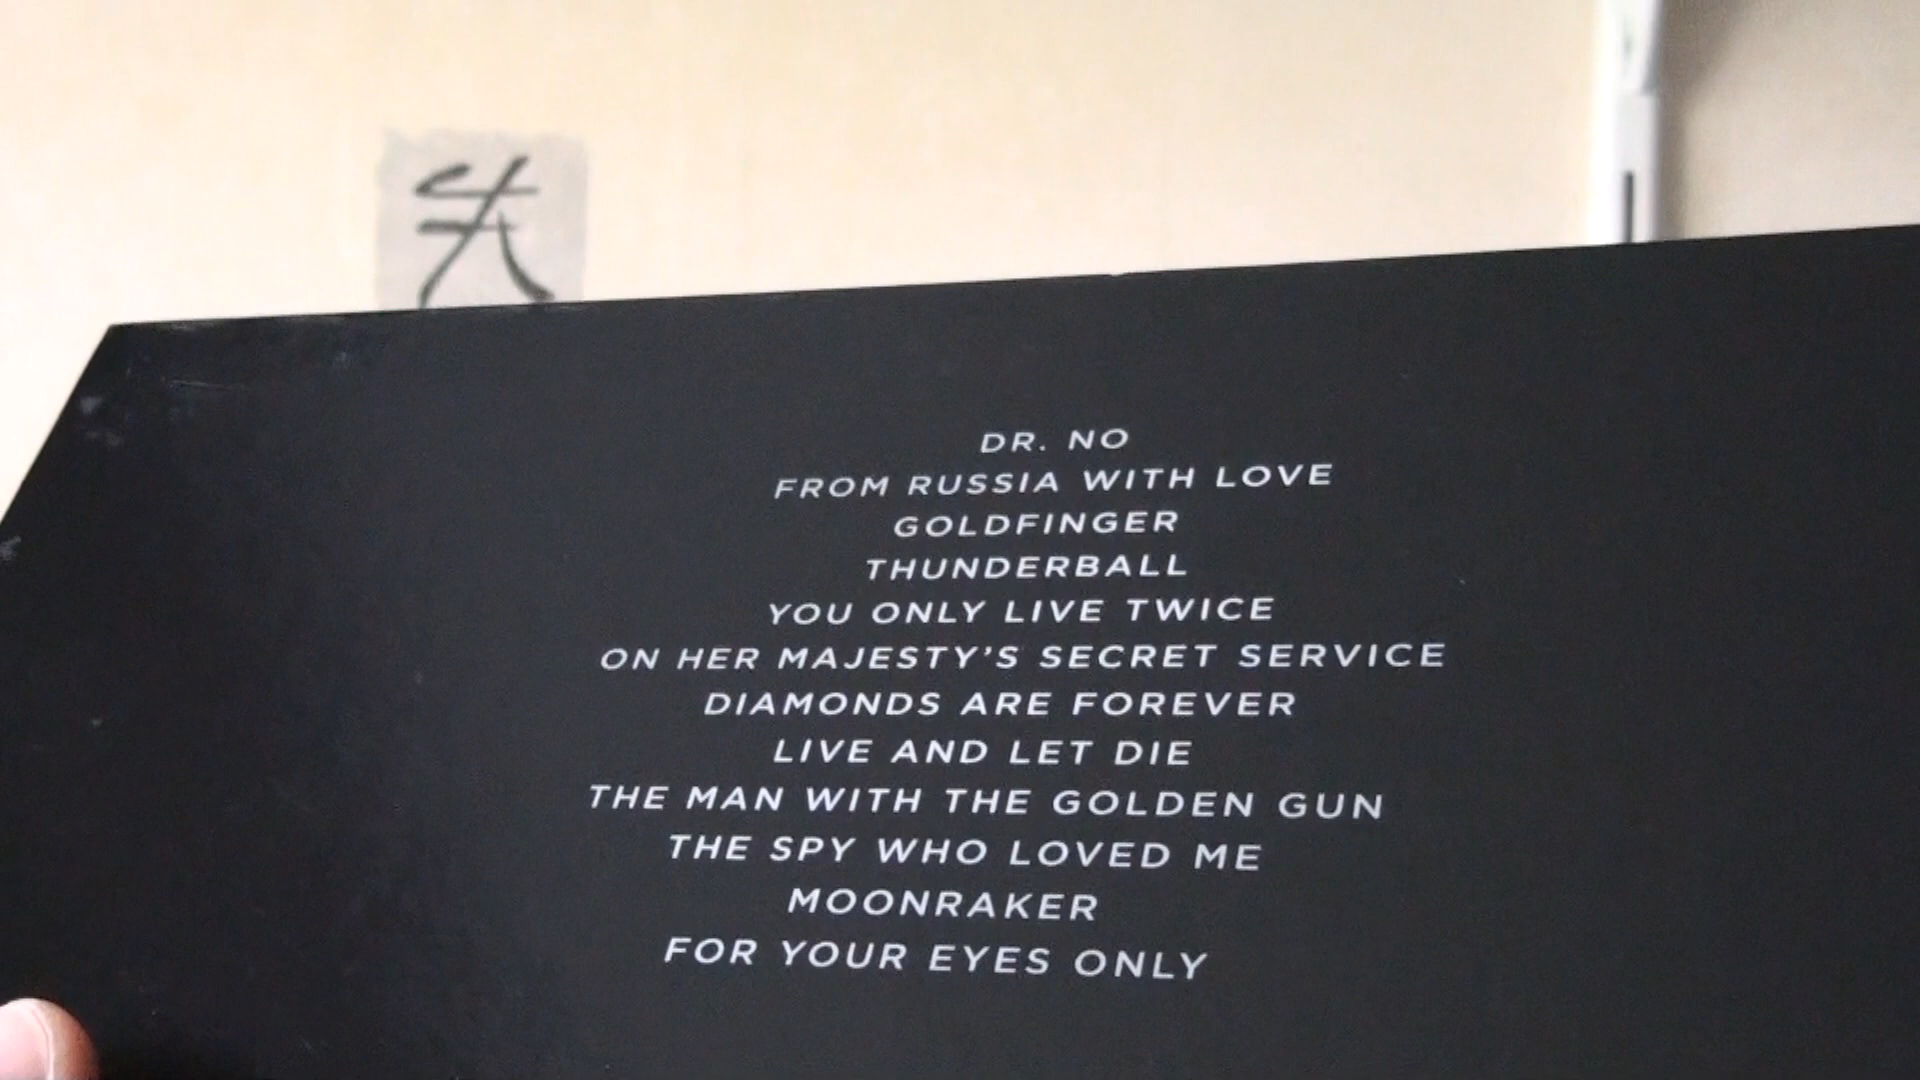 DR. NO
FROM RUSSIA WITH LOVE
GOLDFINGER
THUNDERBALL
YOU ONLY LIVE TWICE
ON HER MAJESTY'S SECRET SERVICE
DIAMONDS ARE FOREVER
LIVE AND LET DIE
THE MAN WITH THE GOLDEN GUN
THE SPY WHO LOVED ME
MOONRAKER
FOR YOUR EYES ONLY